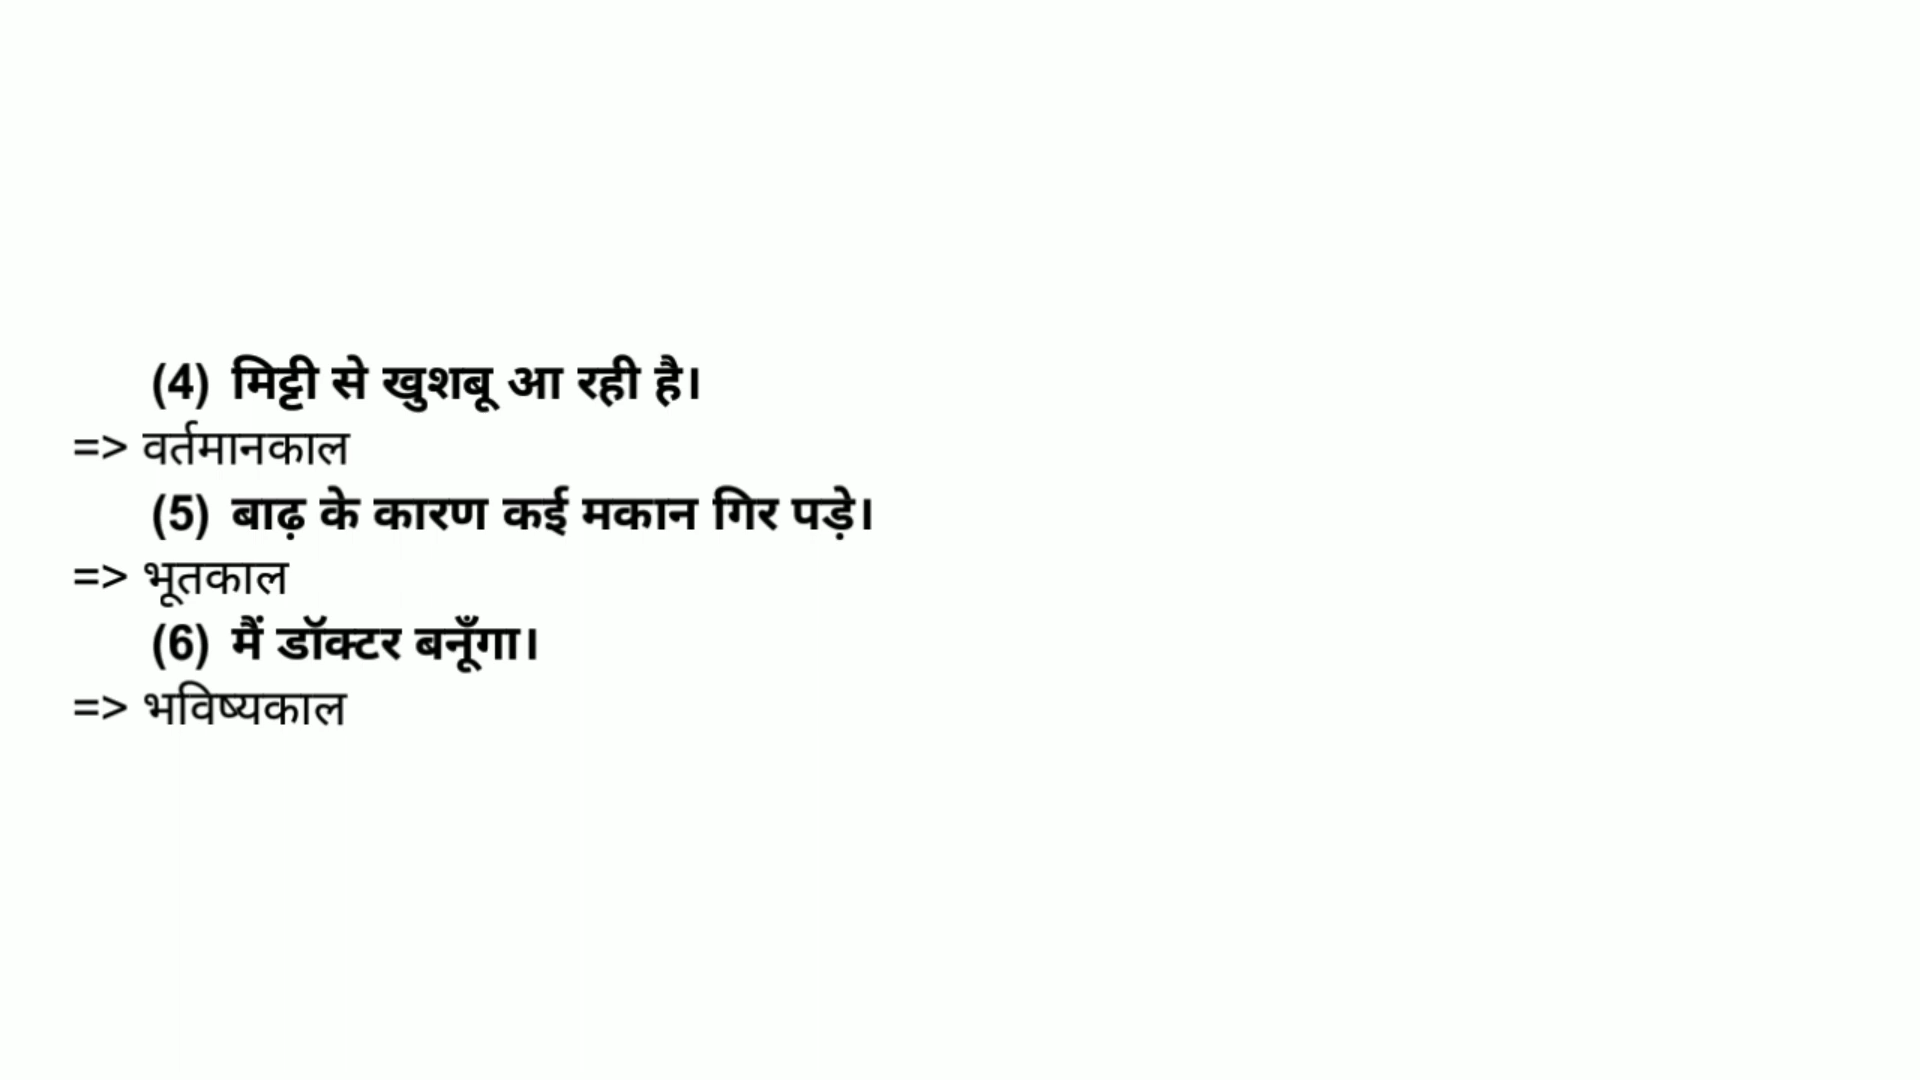 (4) मिट्टी से खुशबू आ रही है।
=> वर्तमानकाल
(5) बाढ़ के कारण कई मकान गिर पड़े।
=> भूतकाल
(6) मैं डॉक्टर बनूँगा।
=> भविष्यकाल